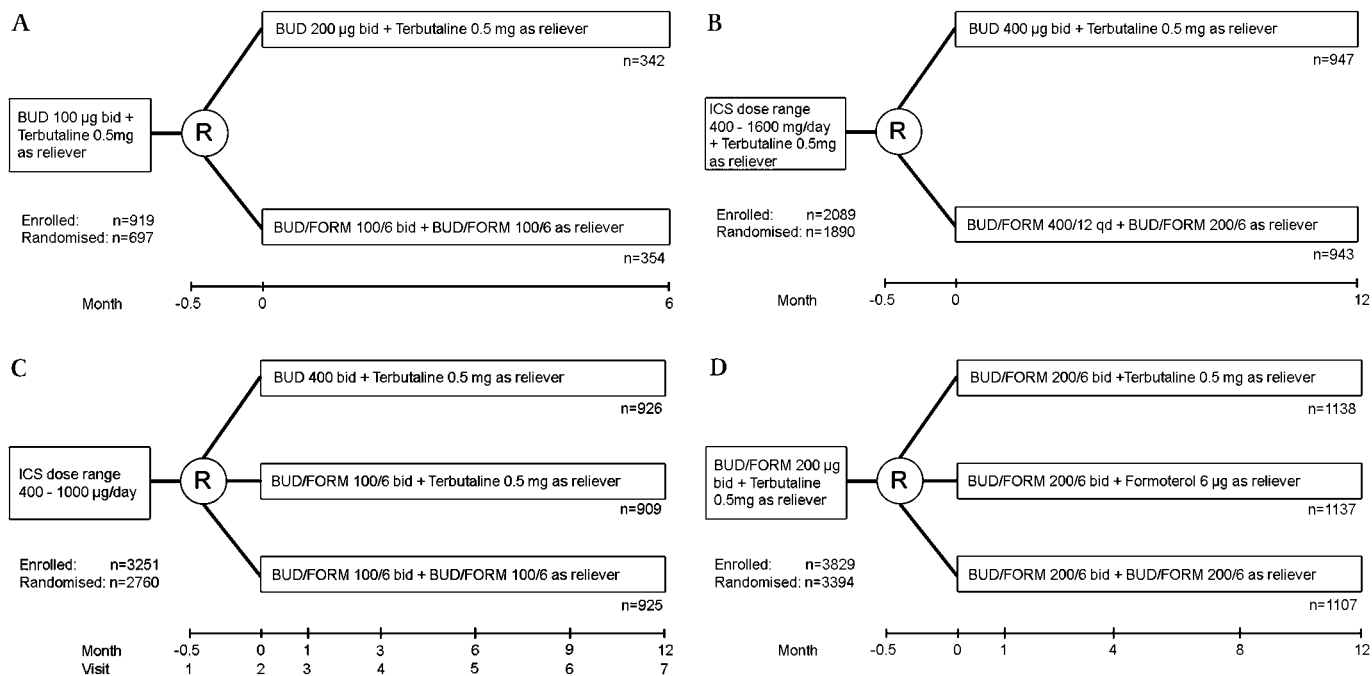 A
BUD 200 µg bid + Terbutaline 0.5 mg as reliever
n=342
BUD 100 µg bid +
Terbutaline 0.5mg
as reliever
R
Enrolled: n=919
Randomised: n=697
BUD/FORM 100/6 bid + BUD/FORM 100/6 as reliever
n=354
Month -0.5 0 6
B
BUD 400 µg bid + Terbutaline 0.5 mg as reliever
n=947
ICS dose range
400 - 1600 mg/day
+ Terbutaline 0.5mg
as reliever
R
Enrolled: n=2089
Randomised: n=1890
BUD/FORM 400/12 qd + BUD/FORM 200/6 as reliever
n=943
Month -0.5 0 12
C
BUD 400 bid + Terbutaline 0.5 mg as reliever
n=926
ICS dose range
400 - 1000 µg/day
R
BUD/FORM 100/6 bid + Terbutaline 0.5 mg as reliever
n=909
Enrolled: n=3251
Randomised: n=2760
BUD/FORM 100/6 bid + BUD/FORM 100/6 as reliever
n=925
Month -0.5 0 1 3 6 9 12
Visit 1 2 3 4 5 6 7
D
BUD/FORM 200/6 bid +Terbutaline 0.5 mg as reliever
n=1138
BUD/FORM 200 µg
bid + Terbutaline
0.5mg as reliever
R
BUD/FORM 200/6 bid + Formoterol 6 µg as reliever
n=1137
Enrolled: n=3829
Randomised: n=3394
BUD/FORM 200/6 bid + BUD/FORM 200/6 as reliever
n=1107
Month -0.5 0 1 4 8 12